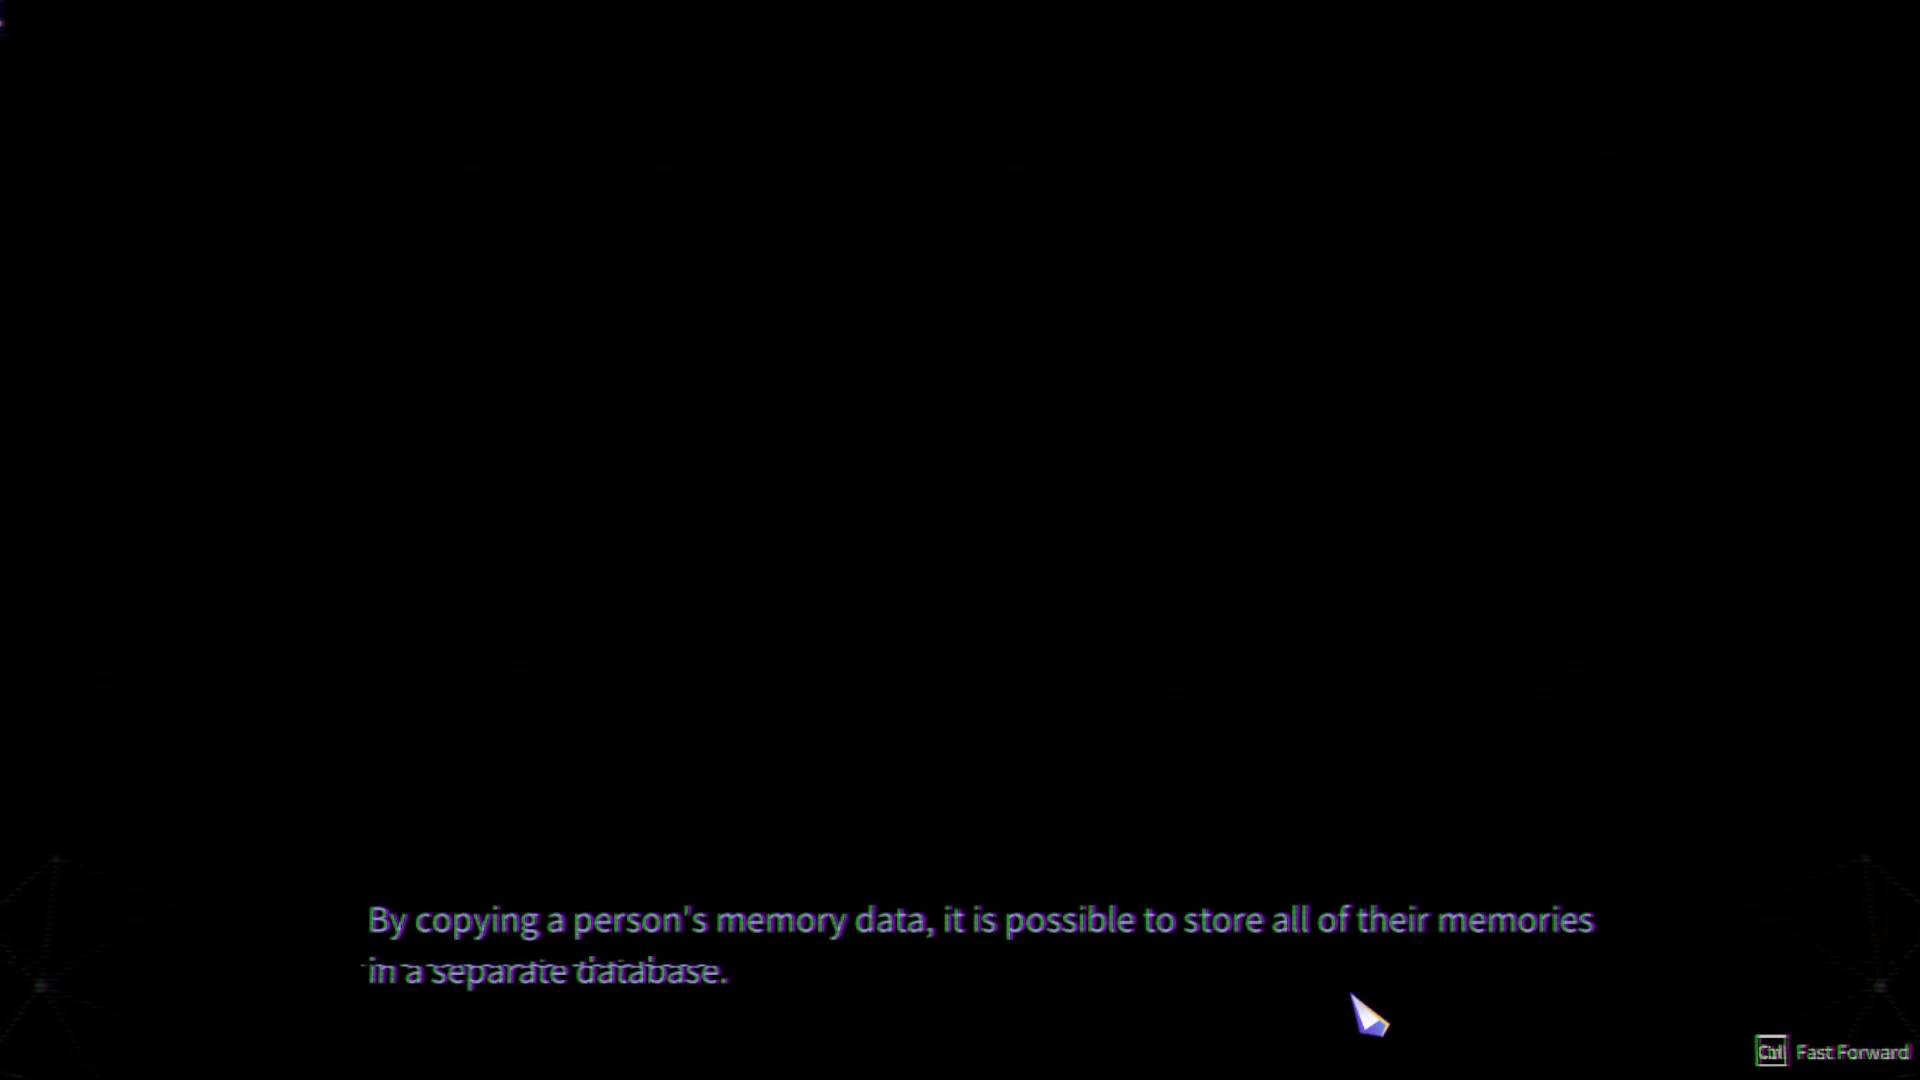 By copying a person's memory data, it is possible to store all of their memories
in a separate database.
Ctrl Fast Forward